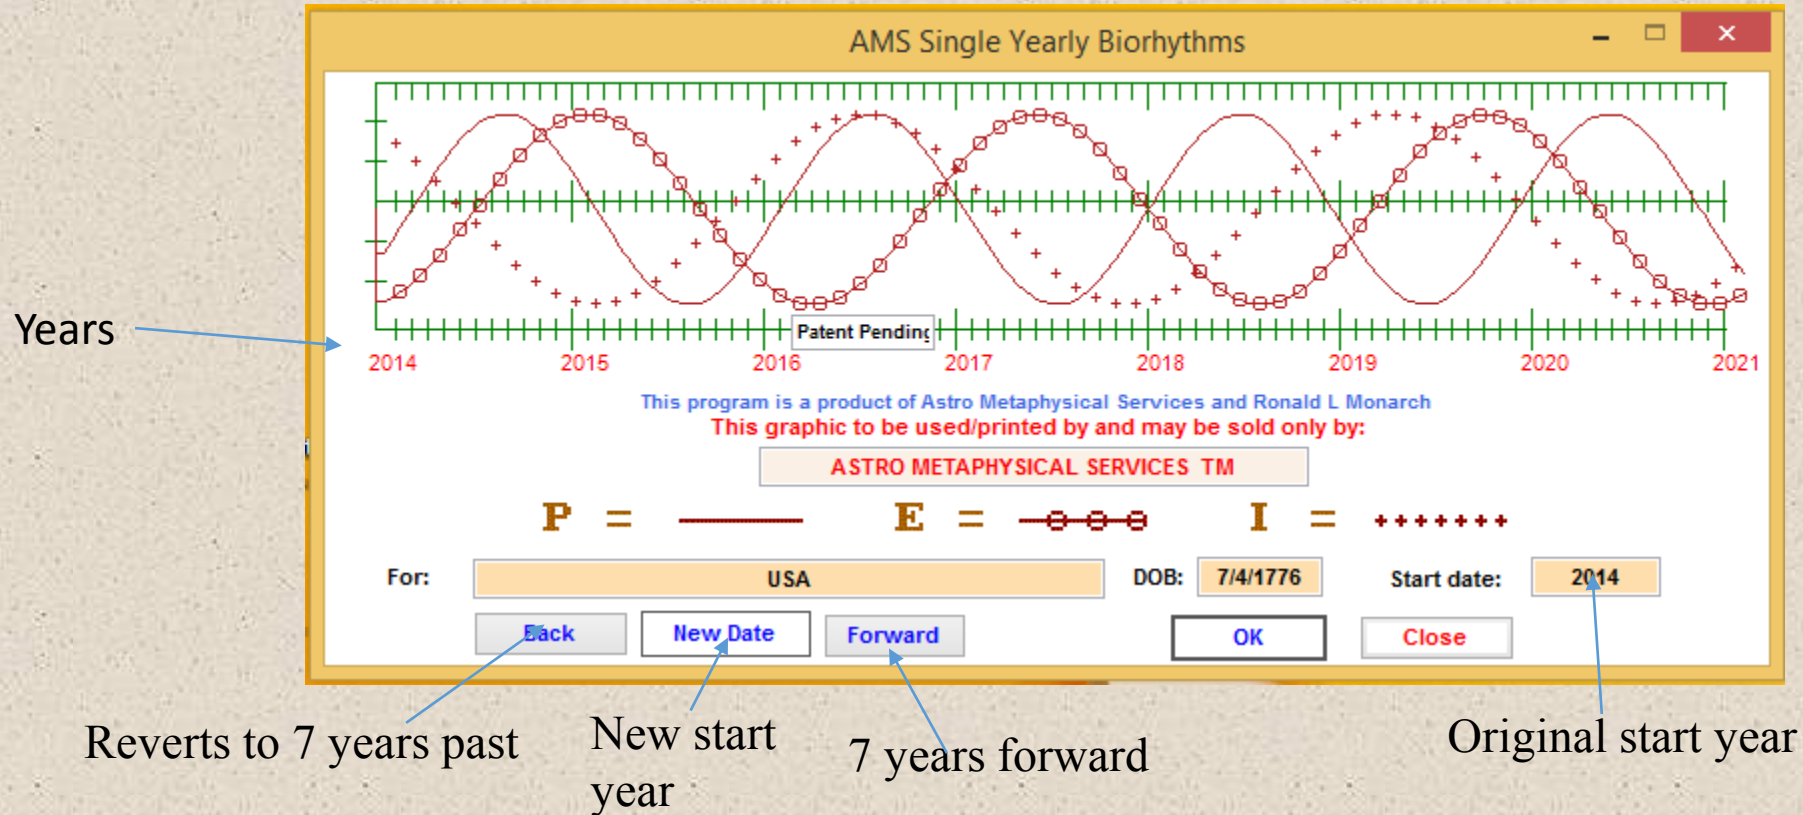 AMS Single Yearly Biorhythms
Patent Pending
Years
2014 2015 2016 2017 2018 2019 2020 2021
This program is a product of Astro Metaphysical Services and Ronald L Monarch
This graphic to be used/printed by and may be sold only by:
ASTRO METAPHYSICAL SERVICES TM
P = E = I =
For: USA DOB: 7/4/1776 Start date: 2014
Back New Date Forward OK Close
Reverts to 7 years past
New start
year
7 years forward
Original start year